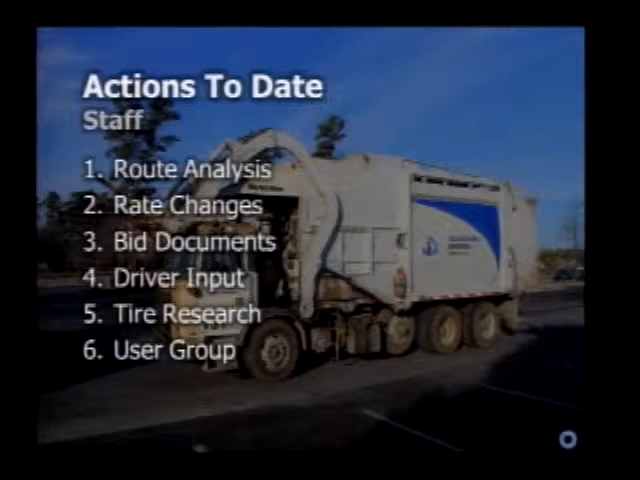 Actions To Date
Staff
1. Route Analysis
2. Rate Changes
3. Bid Documents
4. Driver Input
5. Tire Research
6. User Group